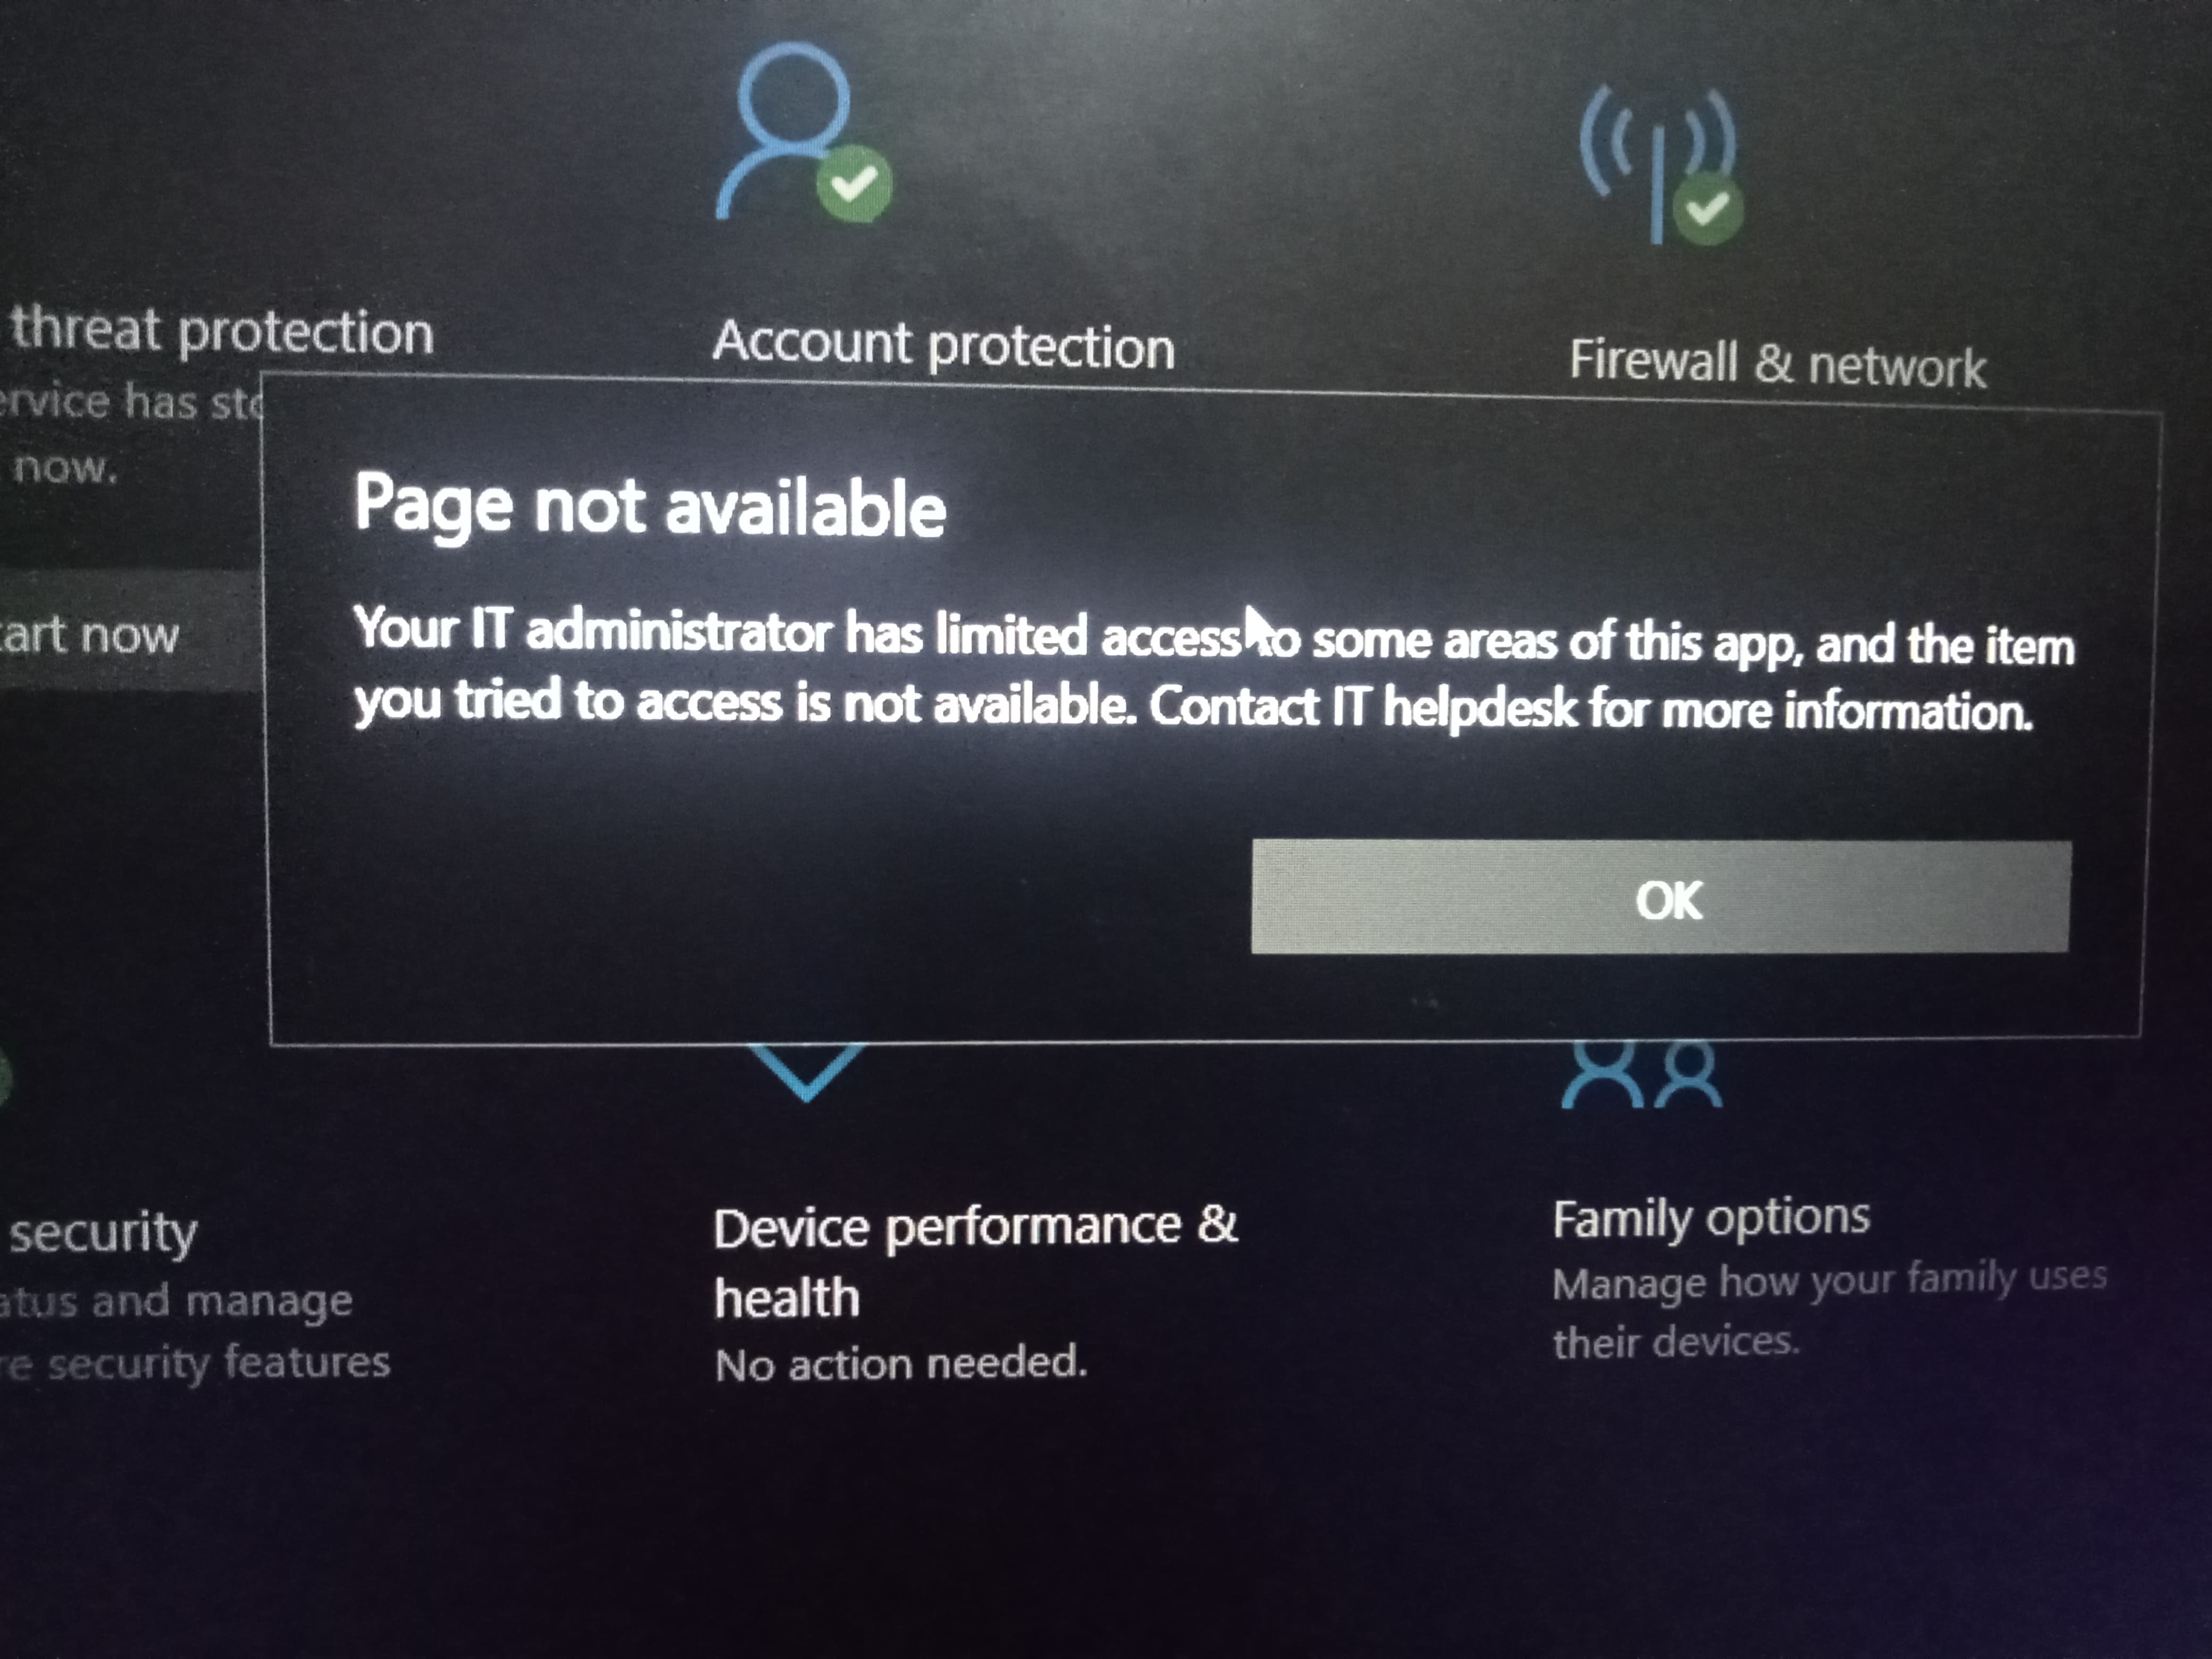 threat protection
Account protection
Firewall & network
service has sto
now.
Page not available
Your IT administrator has limited access to some areas of this app, and the item
you tried to access is not available. Contact IT helpdesk for more information.
tart now
OK
security
atus and manage
re security features
Device performance &
health
No action needed.
Family options
Manage how your family uses
their devices.